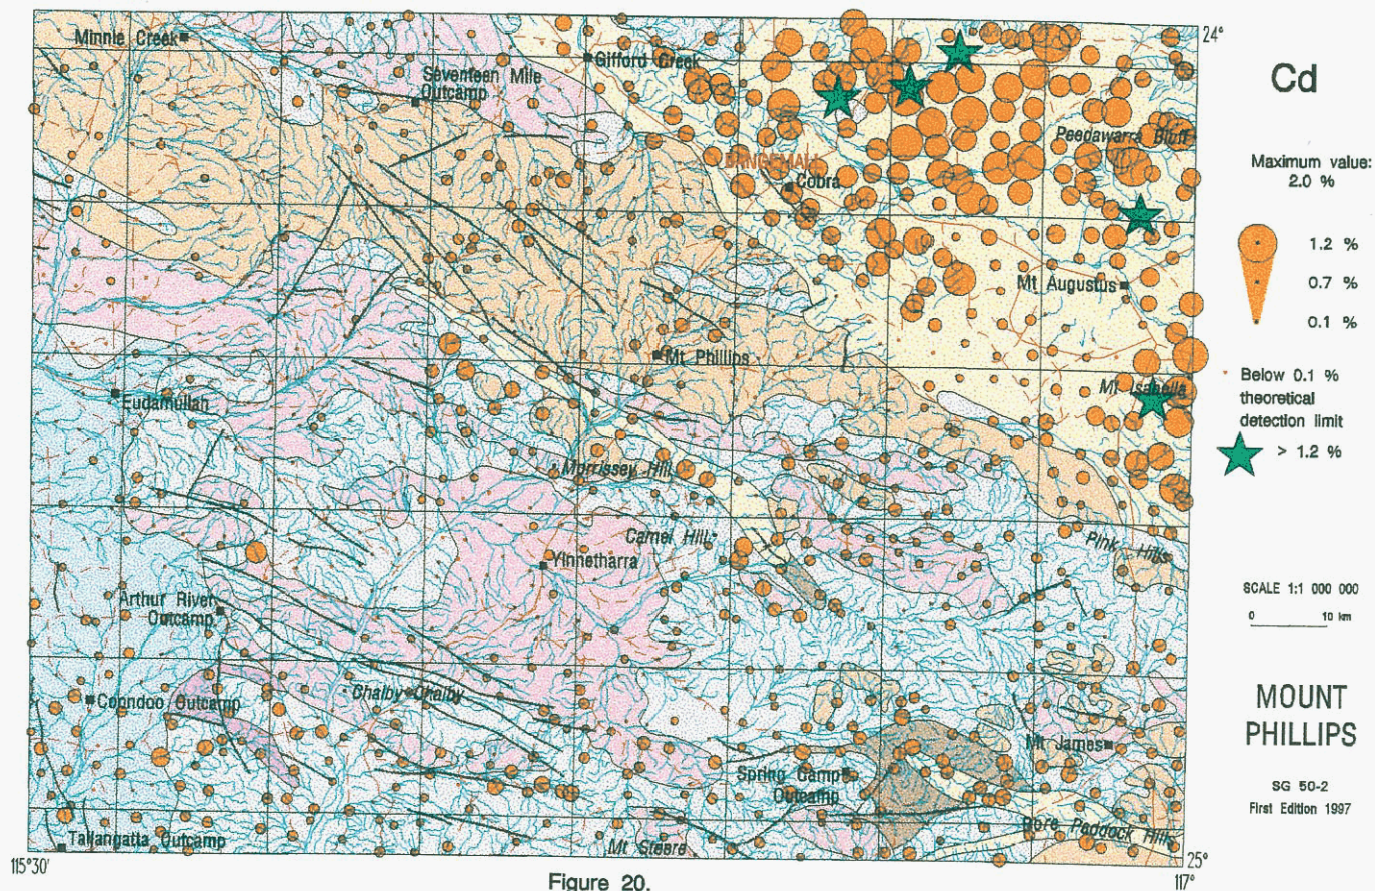 24°
Minnie Creek
Gifford Creek
Seventeen Mile
Outcamp
Cd
Peedawarra Bluff
BANGEMALL
Cobra
Maximum value:
2.0 %
1.2 %
0.7 %
0.1 %
Mt Augustus
Mt Phillips
Below 0.1 %
theoretical
detection limit
> 1.2 %
Mt Isabella
Eudamullah
Morrissey Hill
Camel Hill
Pink Hills
Yinnetharra
Arthur River
Outcamp
SCALE 1:1 000 000
0 10 km
Chalby Chalby
Coondoo Outcamp
MOUNT
PHILLIPS
Mt James
Spring Camp
Outcamp
SG 50-2
First Edition 1997
Bore Paddock Hills
Tallangatta Outcamp
Mt Steere
115°30'
25°
117°
Figure 20.